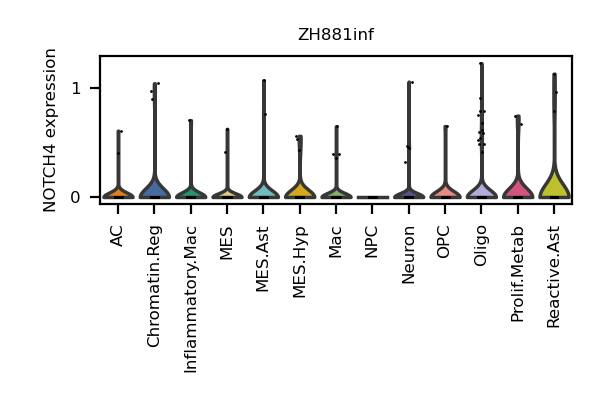 ZH881inf
NOTCH4 expression
1
0
AC
Chromatin.Reg
Inflammatory.Mac
MES
MES.Ast
MES.Hyp
Mac
NPC
Neuron
OPC
Oligo
Prolif.Metab
Reactive.Ast